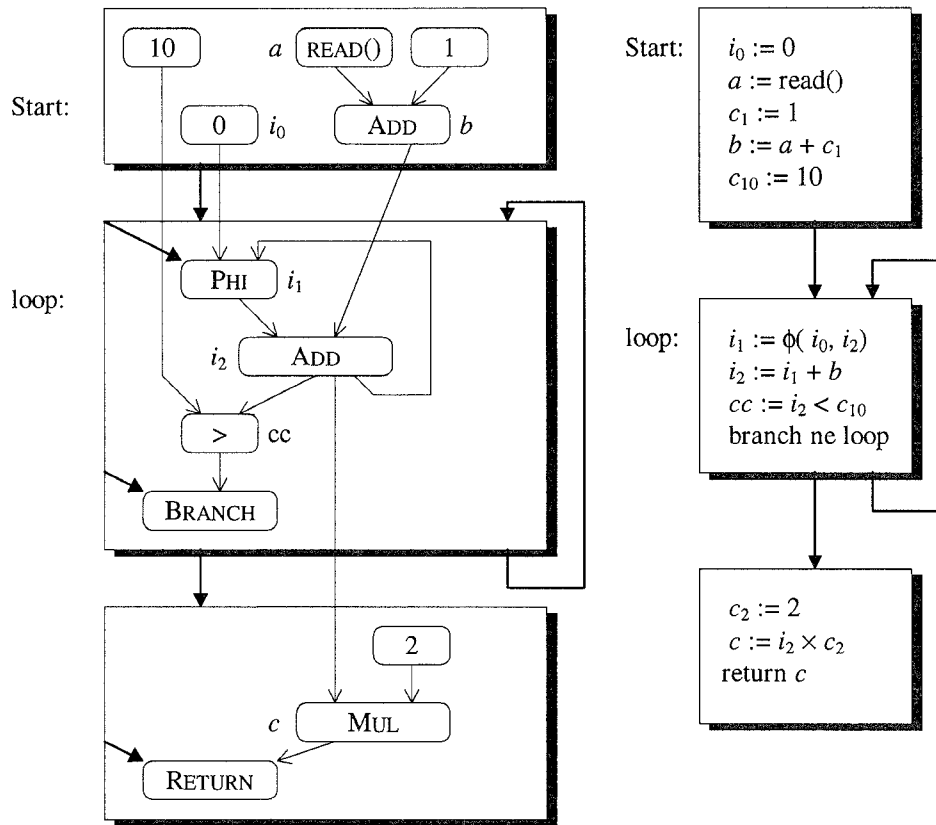 10
a READ() 1
Start:
0 i₀ ADD b
PHI i₁
loop:
i₂ ADD
> cc
BRANCH
2
c MUL
RETURN
Start:
i₀ := 0
a := read()
c₁ := 1
b := a + c₁
c₁₀ := 10
loop:
i₁ := ϕ( i₀, i₂)
i₂ := i₁ + b
cc := i₂ < c₁₀
branch ne loop
c₂ := 2
c := i₂ × c₂
return c